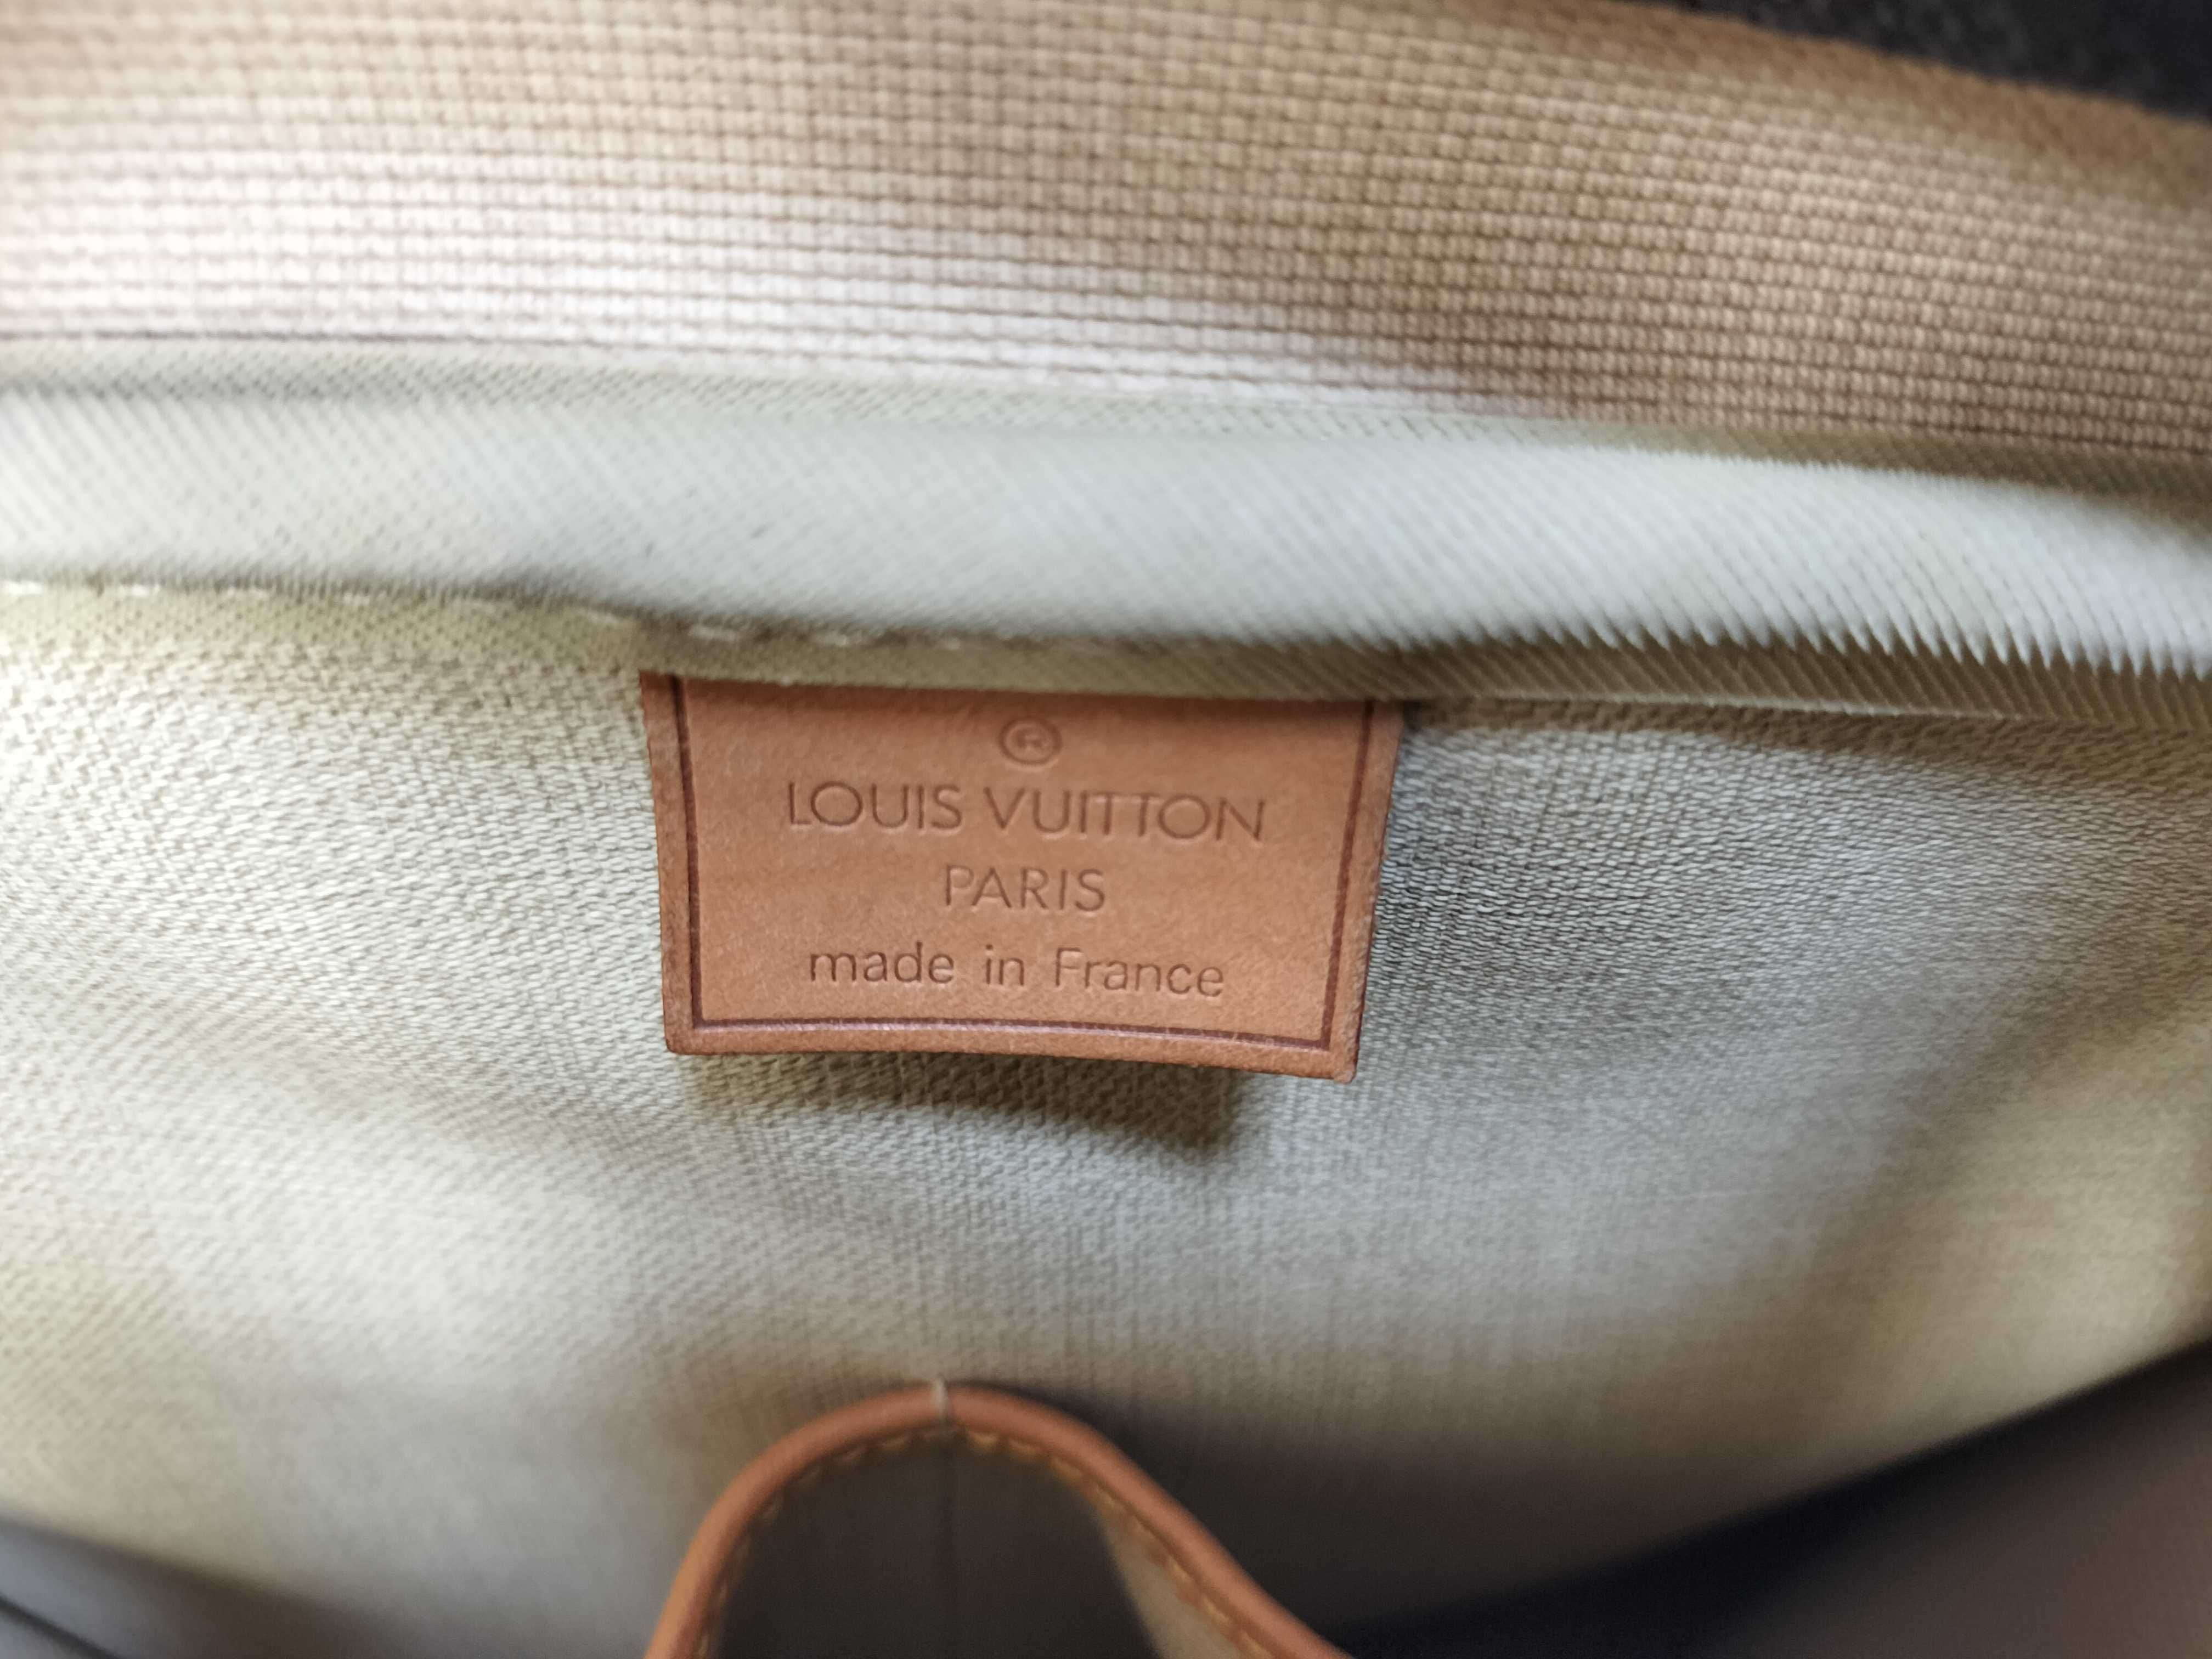 ®
LOUIS VUITTON
PARIS
made in France